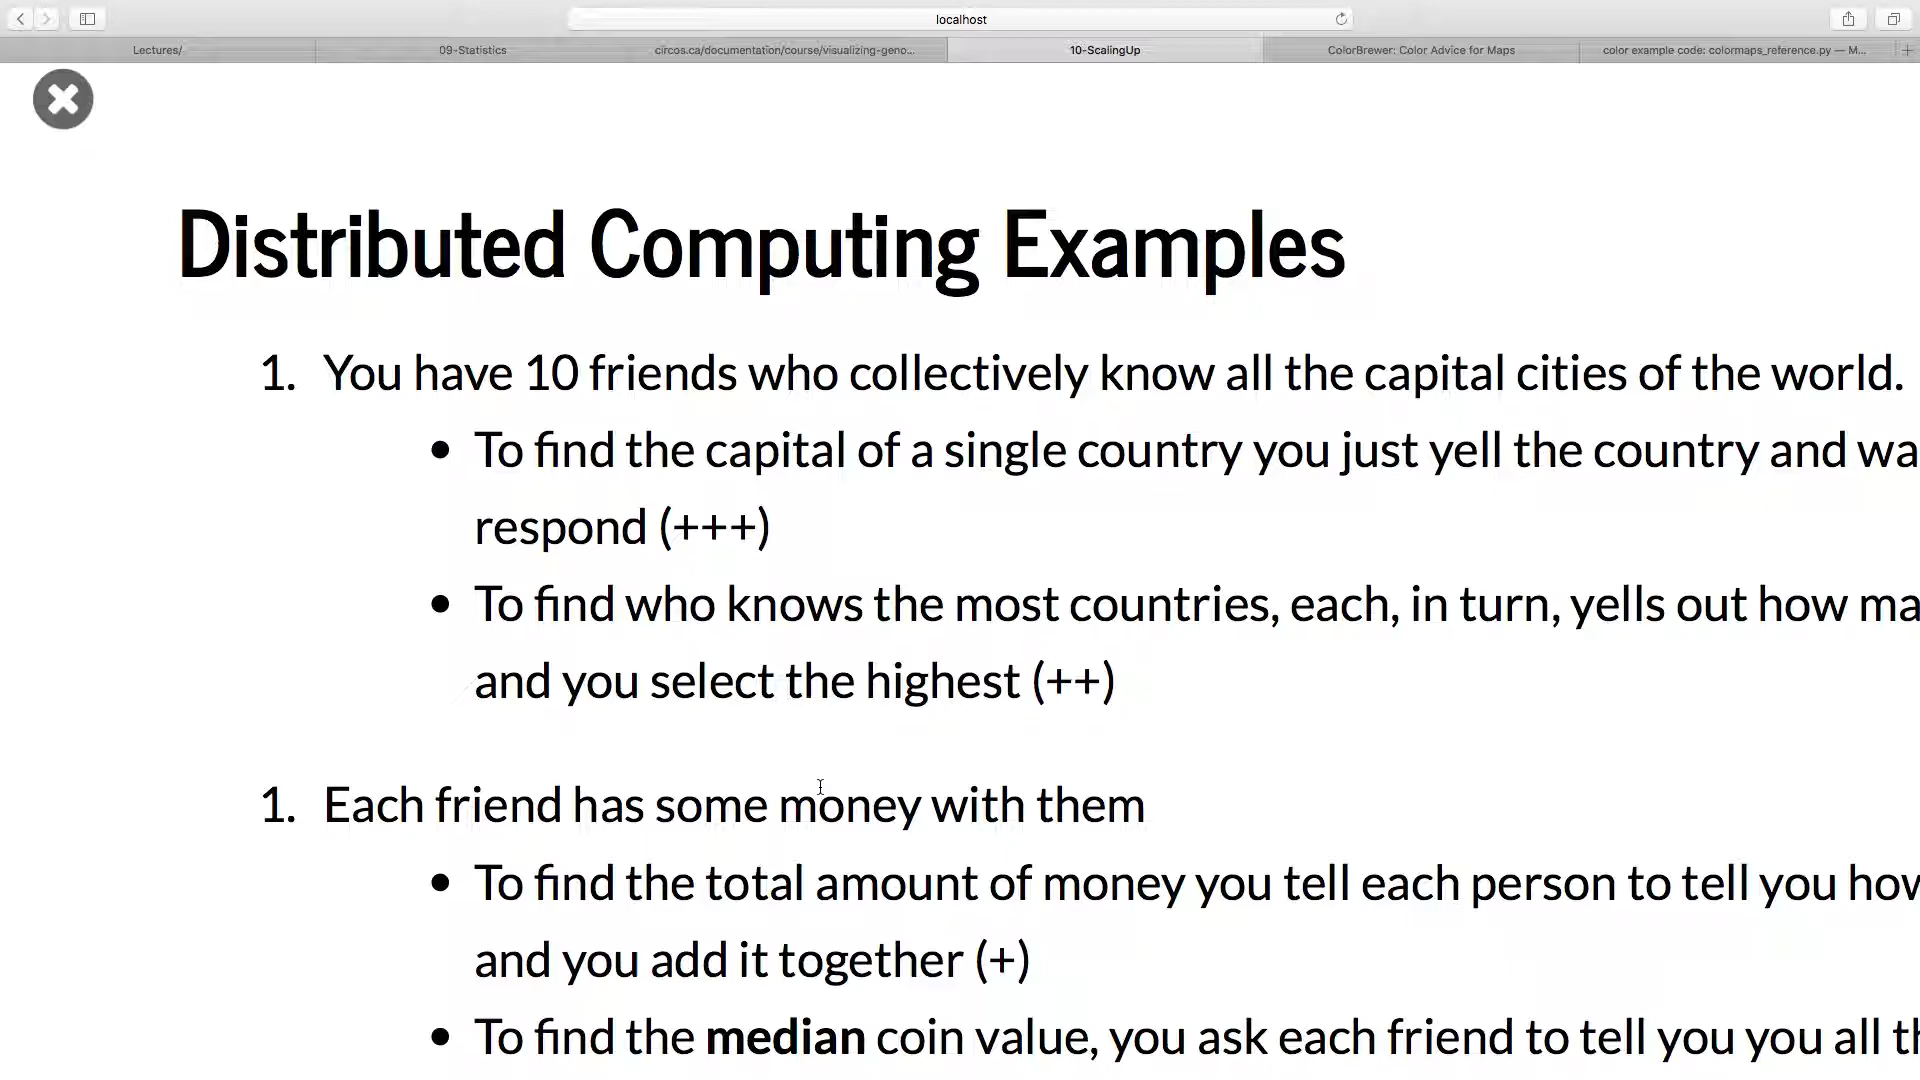 localhost
Lectures/
09-Statistics
circos.ca/documentation/course/visualizing-geno...
10-ScalingUp
ColorBrewer: Color Advice for Maps
color example code: colormaps_reference.py — M...
Distributed Computing Examples
1. You have 10 friends who collectively know all the capital cities of the world.
• To find the capital of a single country you just yell the country and wa
respond (+++)
• To find who knows the most countries, each, in turn, yells out how ma
and you select the highest (++)
1. Each friend has some money with them
• To find the total amount of money you tell each person to tell you how
and you add it together (+)
• To find the median coin value, you ask each friend to tell you you all th